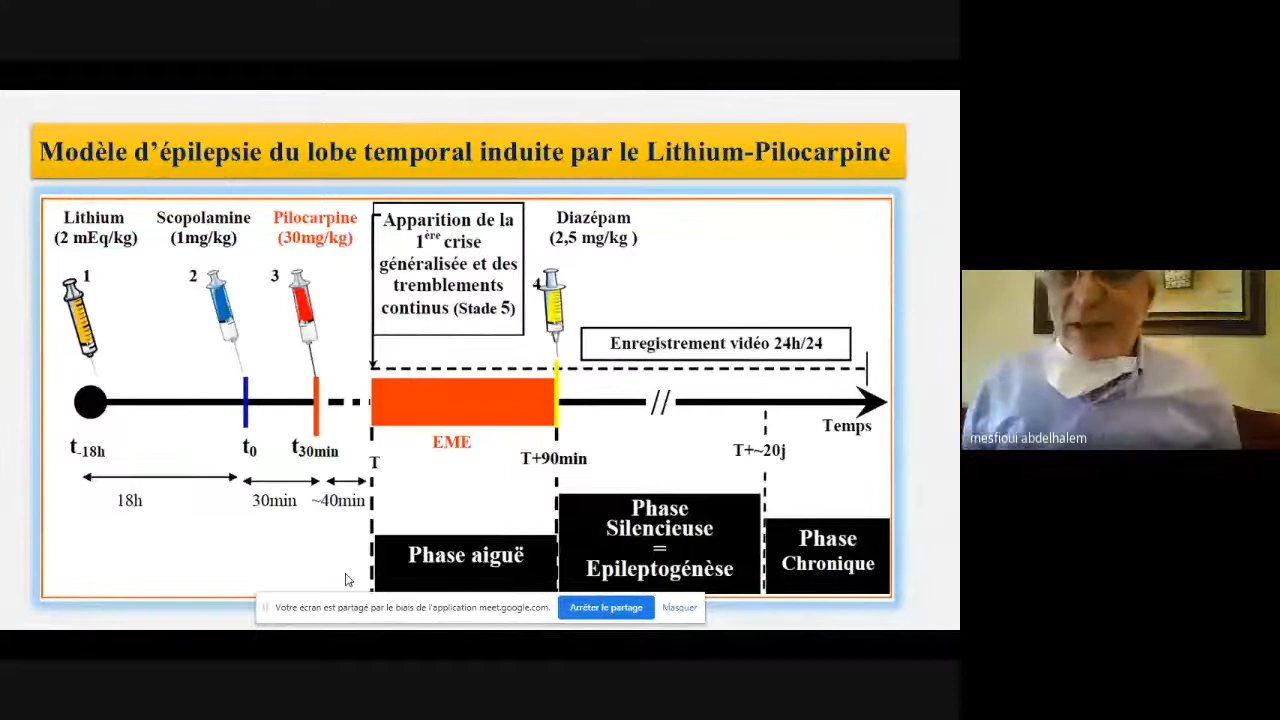 Modèle d’épilepsie du lobe temporal induite par le Lithium-Pilocarpine
Lithium
(2 mEq/kg)
1
Scopolamine
(1mg/kg)
2
Pilocarpine
(30mg/kg)
3
Apparition de la
1ère crise
généralisée et des
tremblements
continus (Stade 5)
Diazépam
(2,5 mg/kg )
4
Enregistrement vidéo 24h/24
//
Temps
t-18h
t0
t30min
T
EME
T+90min
T+~20j
18h
30min
~40min
Phase aiguë
Phase
Silencieuse
=
Epileptogénèse
Phase
Chronique
Votre écran est partagé par le biais de l'application meet.google.com.
Arrêter le partage
Masquer
mesfioui abdelhalem